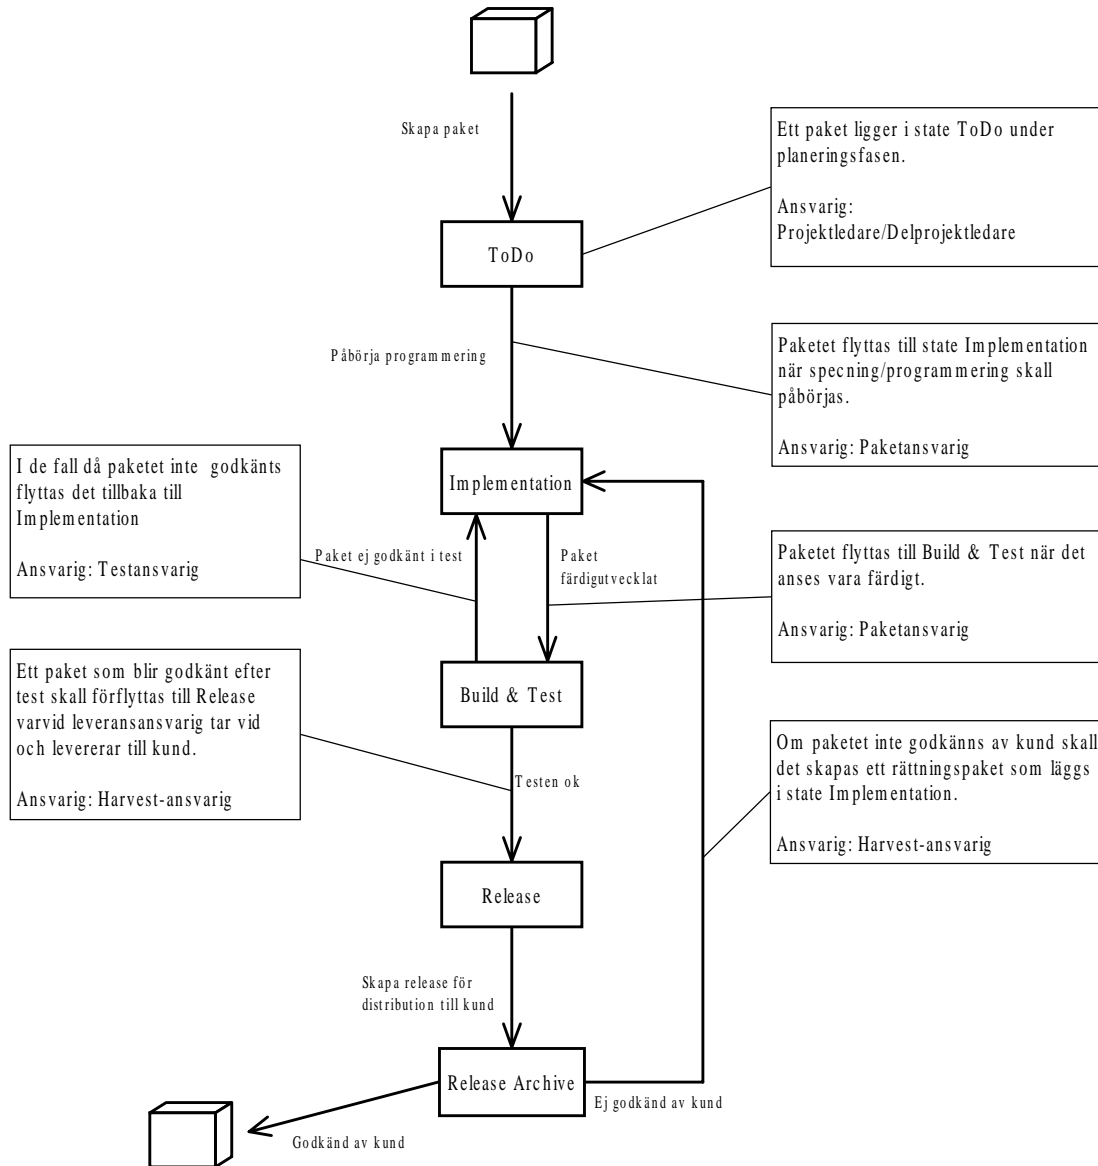 Skapa paket
Ett paket ligger i state ToDo under
planeringsfasen.
Ansvarig:
Projektledare/Delprojektledare
ToDo
Påbörja programmering
Paketet flyttas till state Implementation
när specning/programmering skall
påbörjas.
Ansvarig: Paketansvarig
I de fall då paketet inte godkänts
flyttas det tillbaka till
Implementation
Ansvarig: Testansvarig
Implementation
Paket ej godkänt i test
Paket
färdigutvecklat
Paketet flyttas till Build & Test när det
anses vara färdigt.
Ansvarig: Paketansvarig
Ett paket som blir godkänt efter
test skall förflyttas till Release
varvid leveransansvarig tar vid
och levererar till kund.
Ansvarig: Harvest-ansvarig
Build & Test
Testen ok
Om paketet inte godkänns av kund skall
det skapas ett rättningspaket som läggs
i state Implementation.
Ansvarig: Harvest-ansvarig
Release
Skapa release för
distribution till kund
Release Archive
Ej godkänd av kund
Godkänd av kund